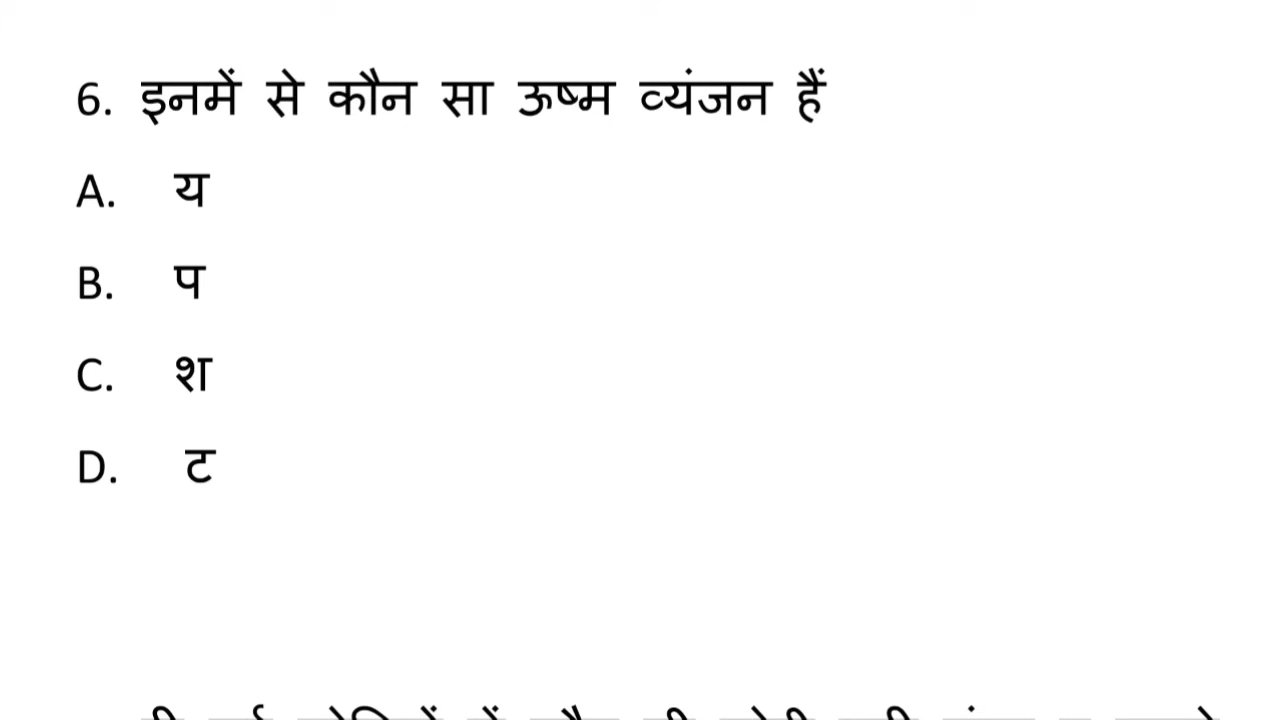 6. इनमें से कौन सा ऊष्म व्यंजन हैं
A. य
B. प
C. श
D. ट